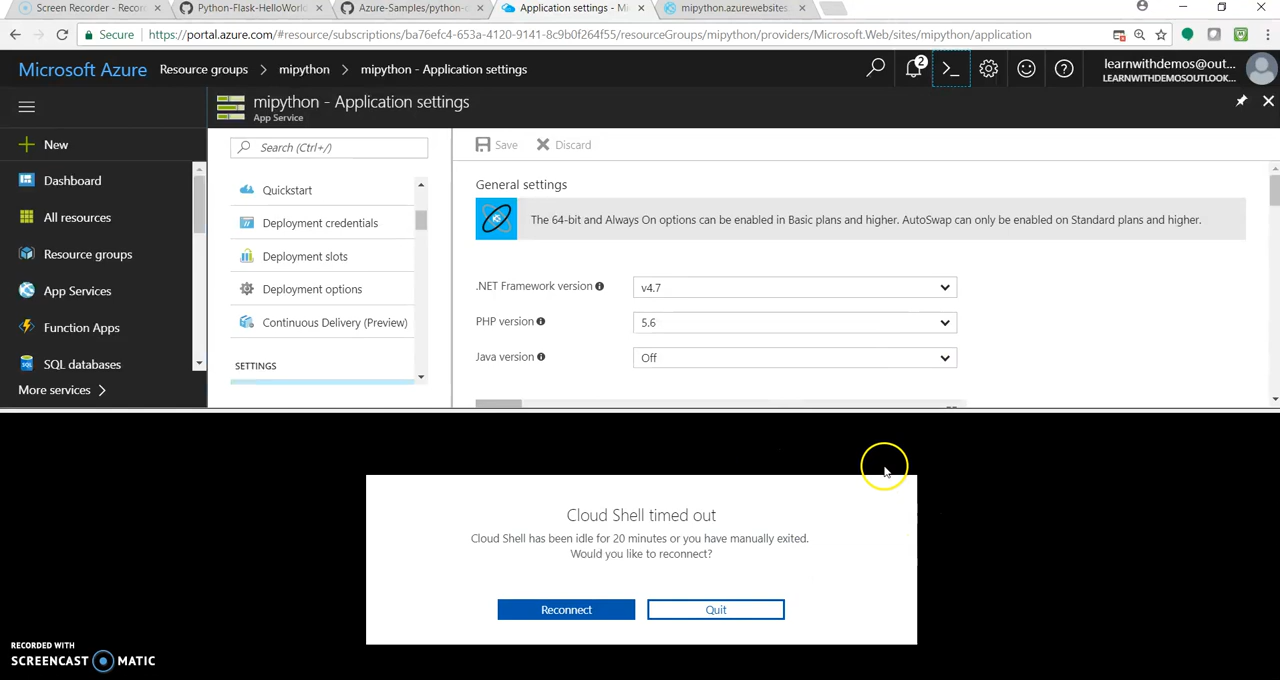 Screen Recorder - Recor
Python-Flask-HelloWorl
Azure-Samples/python-
Application settings - Mi
mipython.azurewebsites
Secure
https://portal.azure.com/#resource/subscriptions/ba76efc4-653a-4120-9141-8c9b0f264f55/resourceGroups/mipython/providers/Microsoft.Web/sites/mipython/application
Microsoft Azure
Resource groups > mipython > mipython - Application settings
2
learnwithdemos@out...
LEARNWITHDEMOSOUTLOOK...
mipython - Application settings
App Service
New
Dashboard
All resources
Resource groups
App Services
Function Apps
SQL databases
More services >
Search (Ctrl+/)
Quickstart
Deployment credentials
Deployment slots
Deployment options
Continuous Delivery (Preview)
SETTINGS
Save
Discard
General settings
The 64-bit and Always On options can be enabled in Basic plans and higher. AutoSwap can only be enabled on Standard plans and higher.
.NET Framework version
v4.7
PHP version
5.6
Java version
Off
Cloud Shell timed out
Cloud Shell has been idle for 20 minutes or you have manually exited.
Would you like to reconnect?
Reconnect
Quit
RECORDED WITH
SCREENCAST MATIC